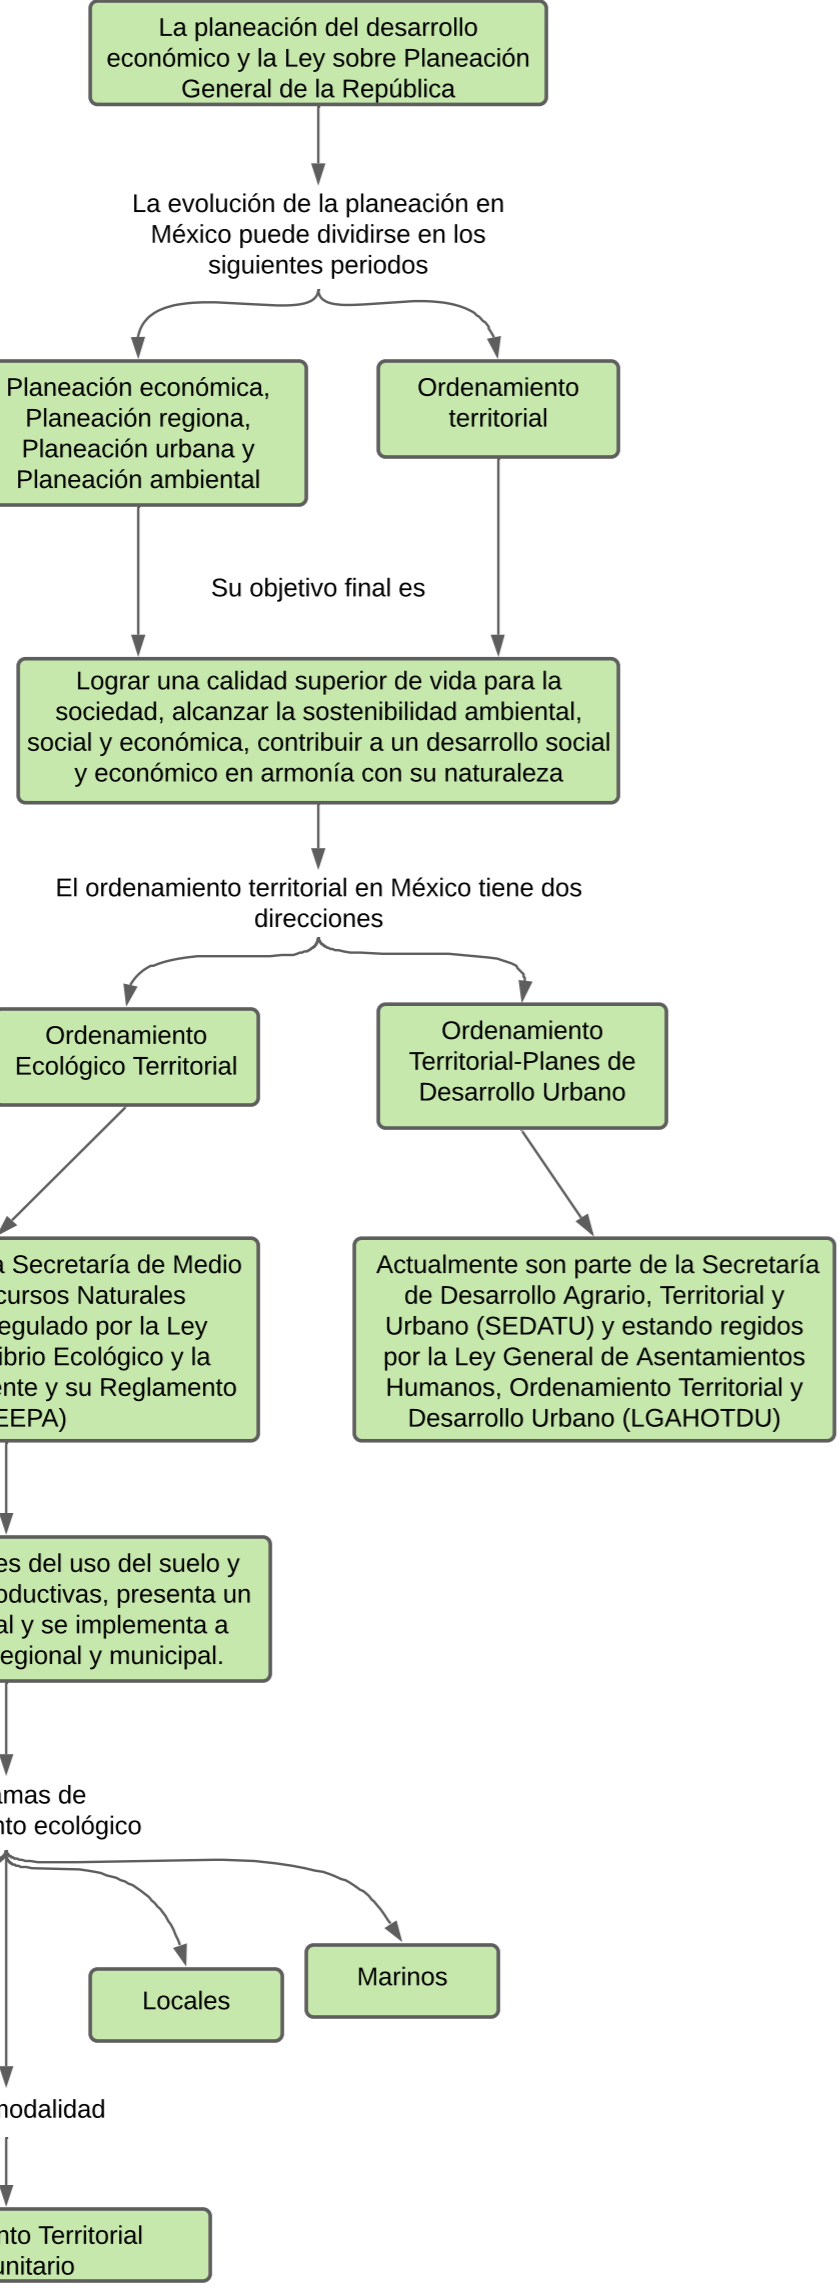 La planeación del desarrollo
económico y la Ley sobre Planeación
General de la República
La evolución de la planeación en
México puede dividirse en los
siguientes periodos
Planeación económica,
Planeación regiona,
Planeación urbana y
Planeación ambiental
Ordenamiento
territorial
Su objetivo final es
Lograr una calidad superior de vida para la
sociedad, alcanzar la sostenibilidad ambiental,
social y económica, contribuir a un desarrollo social
y económico en armonía con su naturaleza
El ordenamiento territorial en México tiene dos
direcciones
Ordenamiento
Ecológico Territorial
Ordenamiento
Territorial-Planes de
Desarrollo Urbano
a Secretaría de Medio
cursos Naturales
egulado por la Ley
ibrio Ecológico y la
ente y su Reglamento
EEPA)
Actualmente son parte de la Secretaría
de Desarrollo Agrario, Territorial y
Urbano (SEDATU) y estando regidos
por la Ley General de Asentamientos
Humanos, Ordenamiento Territorial y
Desarrollo Urbano (LGAHOTDU)
es del uso del suelo y
oductivas, presenta un
al y se implementa a
egional y municipal.
amas de
nto ecológico
Locales
Marinos
modalidad
nto Territorial
unitario